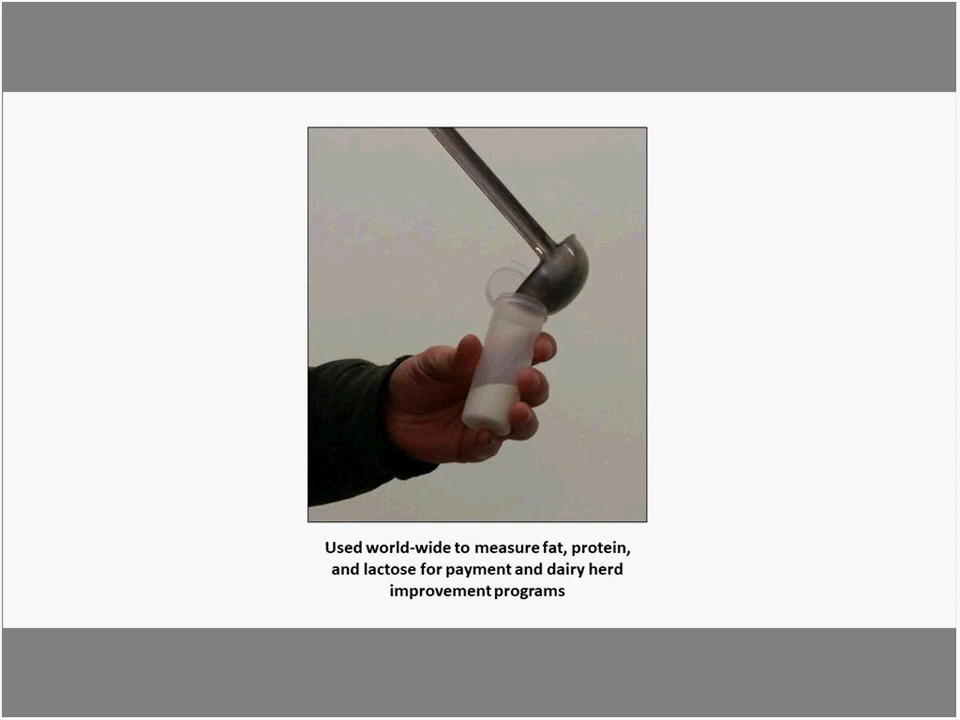 Used world-wide to measure fat, protein,
and lactose for payment and dairy herd
improvement programs